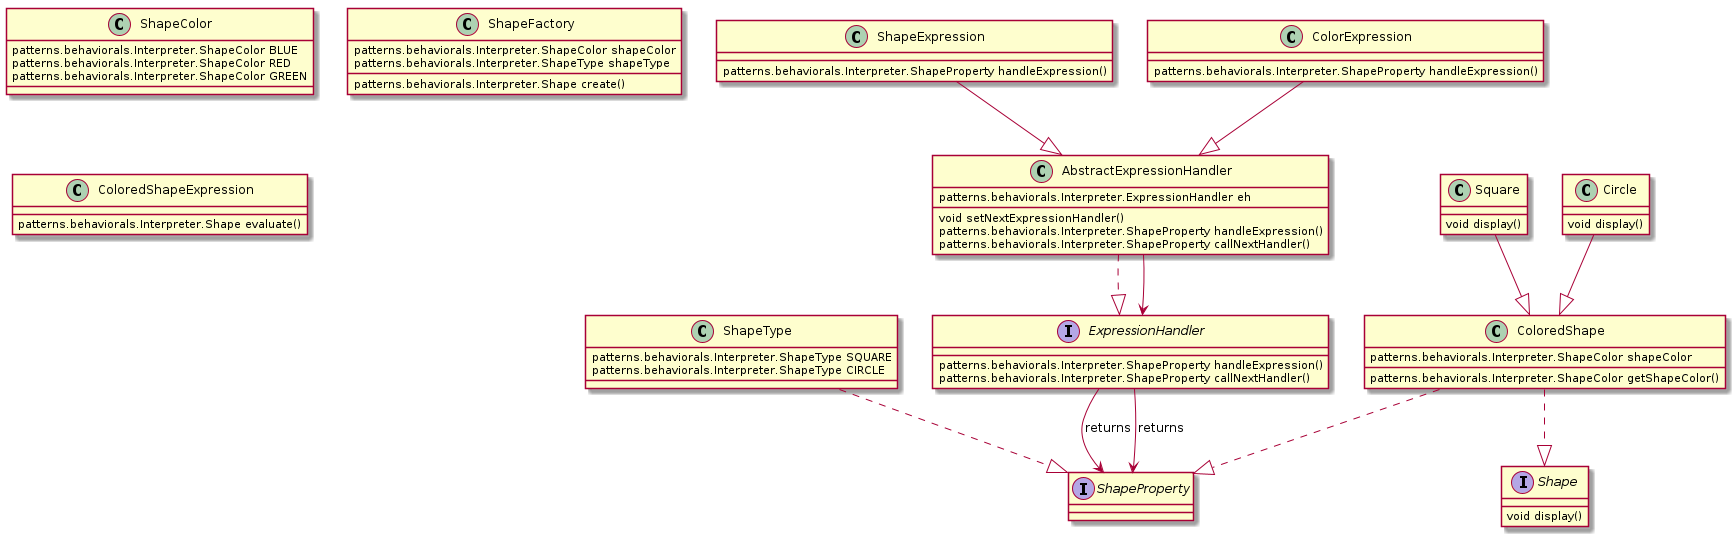 C ShapeColor
patterns.behaviorals.Interpreter.ShapeColor BLUE
patterns.behaviorals.Interpreter.ShapeColor RED
patterns.behaviorals.Interpreter.ShapeColor GREEN
C ShapeFactory
patterns.behaviorals.Interpreter.ShapeColor shapeColor
patterns.behaviorals.Interpreter.ShapeType shapeType
patterns.behaviorals.Interpreter.Shape create()
C ShapeExpression
patterns.behaviorals.Interpreter.ShapeProperty handleExpression()
C ColorExpression
patterns.behaviorals.Interpreter.ShapeProperty handleExpression()
C ColoredShapeExpression
patterns.behaviorals.Interpreter.Shape evaluate()
C AbstractExpressionHandler
patterns.behaviorals.Interpreter.ExpressionHandler eh
void setNextExpressionHandler()
patterns.behaviorals.Interpreter.ShapeProperty handleExpression()
patterns.behaviorals.Interpreter.ShapeProperty callNextHandler()
C Square
void display()
C Circle
void display()
C ShapeType
patterns.behaviorals.Interpreter.ShapeType SQUARE
patterns.behaviorals.Interpreter.ShapeType CIRCLE
I ExpressionHandler
patterns.behaviorals.Interpreter.ShapeProperty handleExpression()
patterns.behaviorals.Interpreter.ShapeProperty callNextHandler()
C ColoredShape
patterns.behaviorals.Interpreter.ShapeColor shapeColor
patterns.behaviorals.Interpreter.ShapeColor getShapeColor()
returns
returns
I ShapeProperty
I Shape
void display()